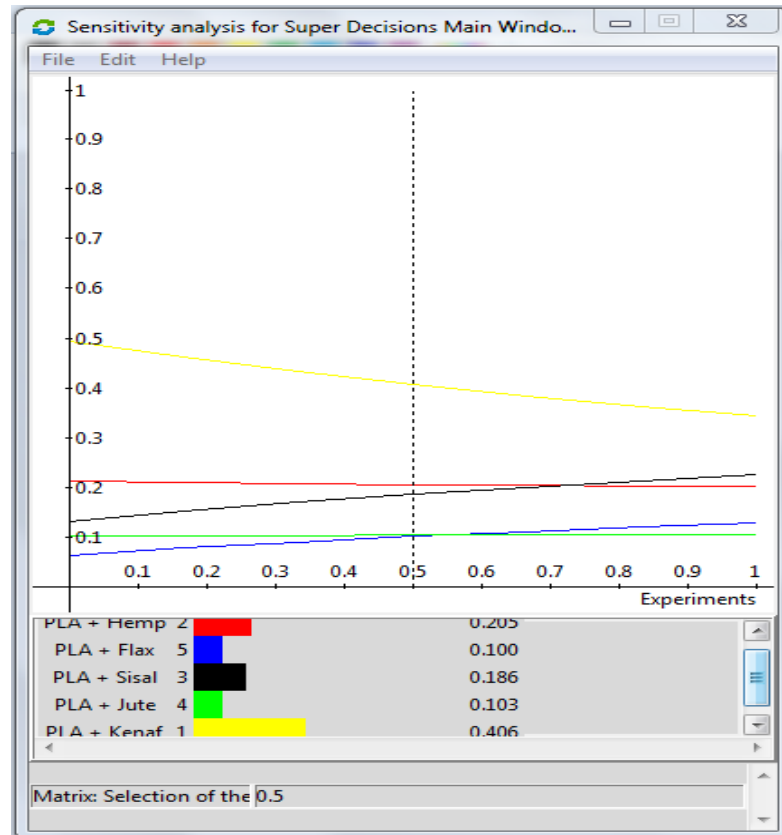 Sensitivity analysis for Super Decisions Main Windo...
File Edit Help
1
0.9
0.8
0.7
0.6
0.5
0.4
0.3
0.2
0.1
0.1 0.2 0.3 0.4 0.5 0.6 0.7 0.8 0.9 1
Experiments
PLA + Hemp 2 0.205
PLA + Flax 5 0.100
PLA + Sisal 3 0.186
PLA + Jute 4 0.103
PLA + Kenaf 1 0.406
Matrix: Selection of the 0.5